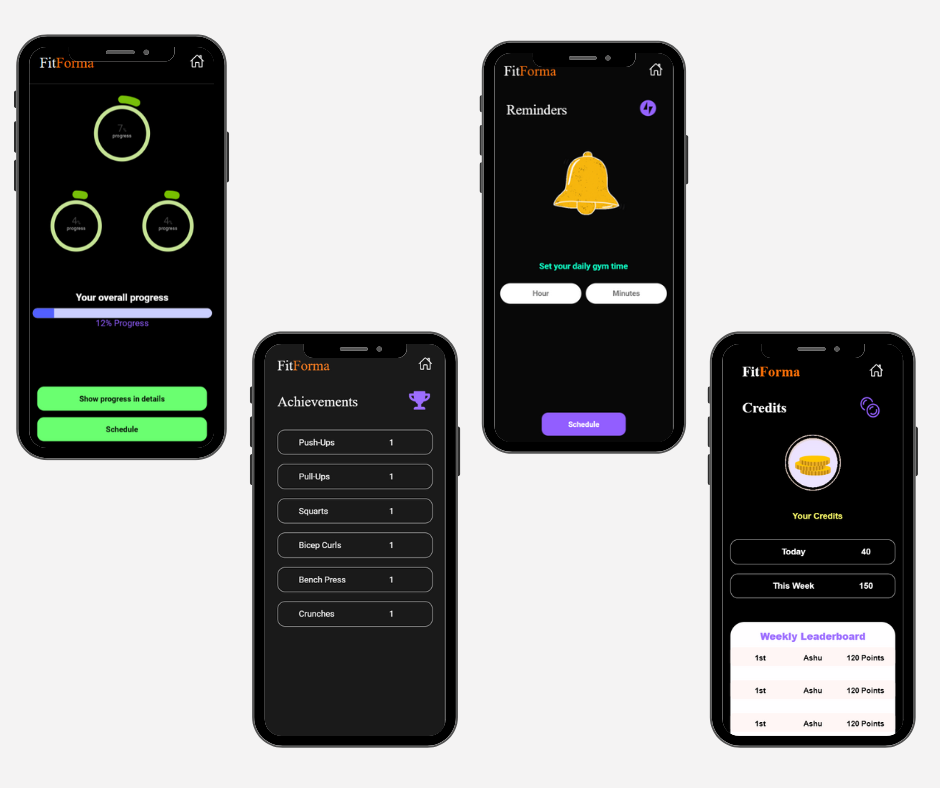 FitForma
7%
progress
4%
progress
4%
progress
Your overall progress
12% Progress
Show progress in details
Schedule
FitForma
Achievements
Push-Ups 1
Pull-Ups 1
Squarts 1
Bicep Curls 1
Bench Press 1
Crunches 1
FitForma
Reminders
Set your daily gym time
Hour Minutes
Schedule
FitForma
Credits
Your Credits
Today 40
This Week 150
Weekly Leaderboard
1st Ashu 120 Points
1st Ashu 120 Points
1st Ashu 120 Points